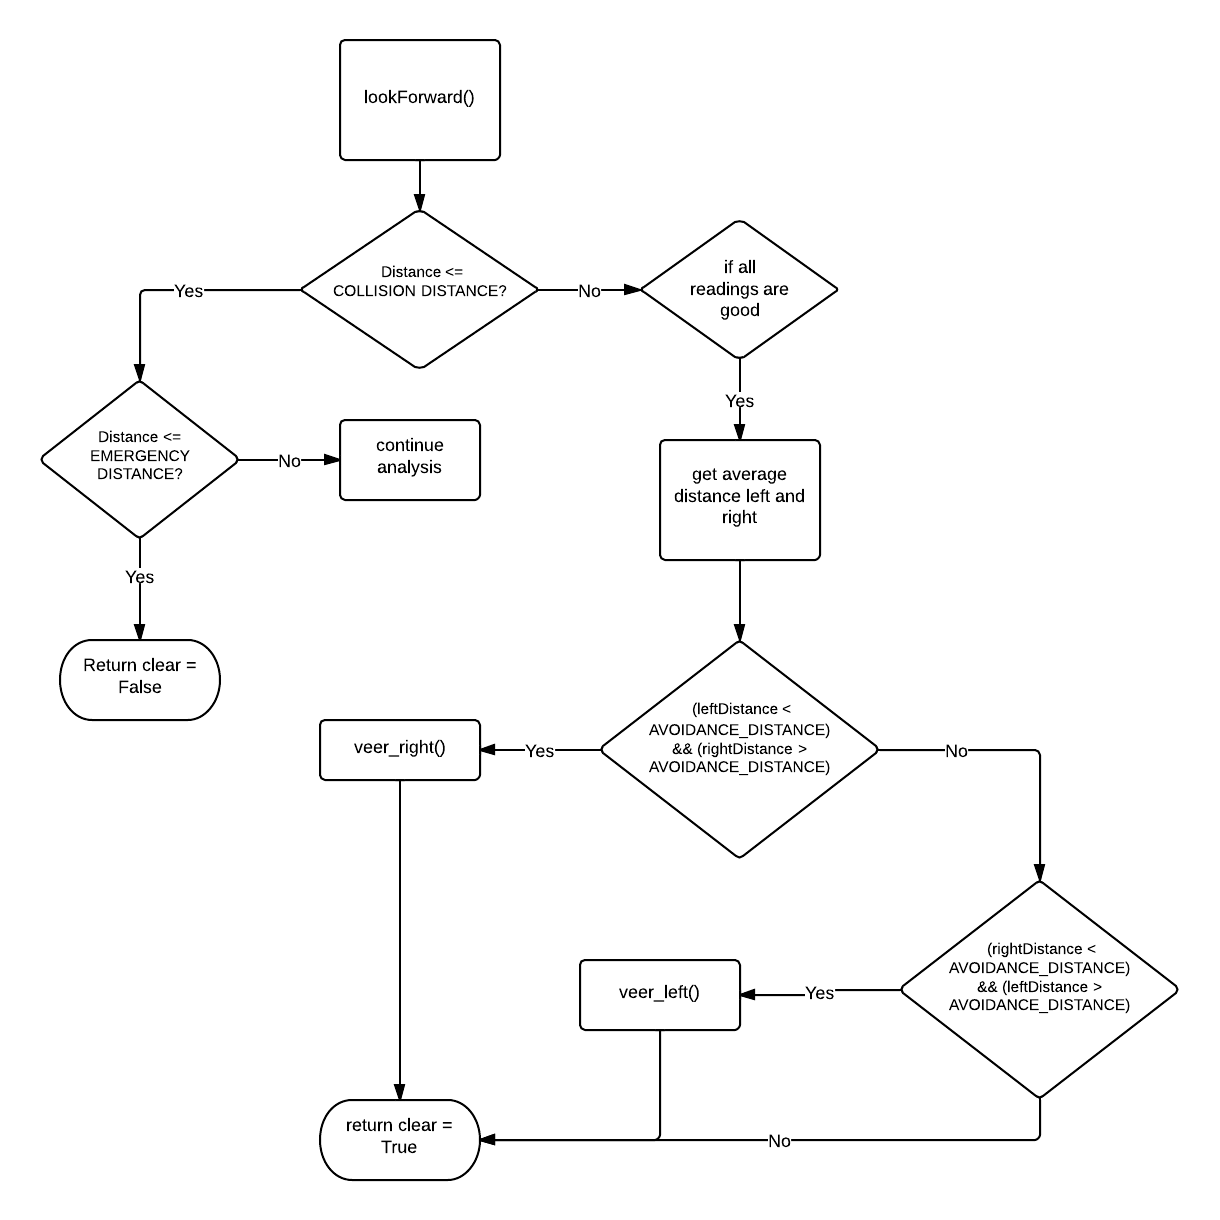 lookForward()
Distance <=
COLLISION DISTANCE?
Yes
No
if all
readings are
good
Yes
Distance <=
EMERGENCY
DISTANCE?
No
continue
analysis
get average
distance left and
right
Yes
Return clear =
False
(leftDistance <
AVOIDANCE_DISTANCE)
&& (rightDistance >
AVOIDANCE_DISTANCE)
Yes
veer_right()
No
(rightDistance <
AVOIDANCE_DISTANCE)
&& (leftDistance >
AVOIDANCE_DISTANCE)
Yes
veer_left()
No
return clear =
True